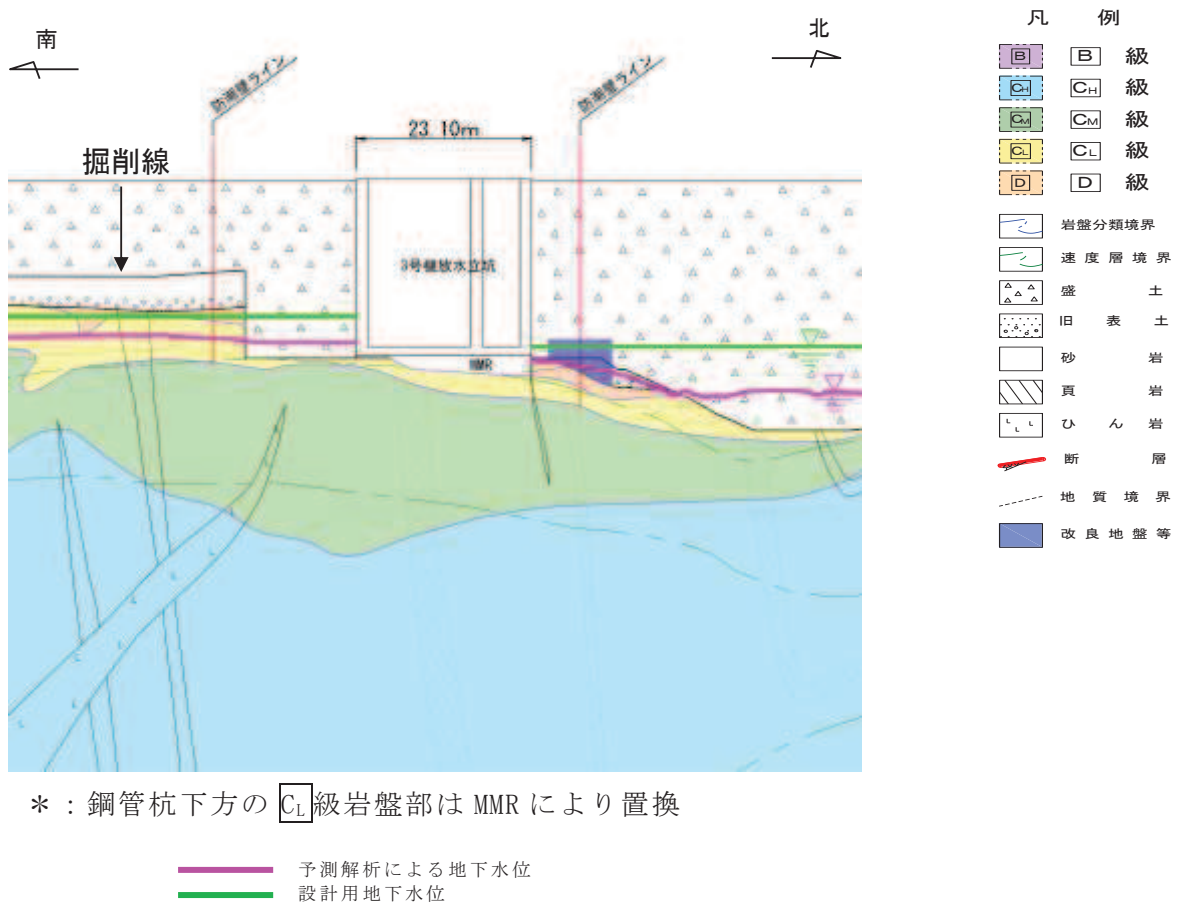 南
北
防潮壁ライン
防潮壁ライン
23 10m
掘削線
3号機放水立坑
MMR
凡 例
B B 級
CH CH 級
CM CM 級
CL CL 級
D D 級
岩盤分類境界
速度層境界
盛土
旧表土
砂岩
頁岩
ひん岩
断層
地質境界
改良地盤等
＊：鋼管杭下方のCL級岩盤部はMMRにより置換
予測解析による地下水位
設計用地下水位